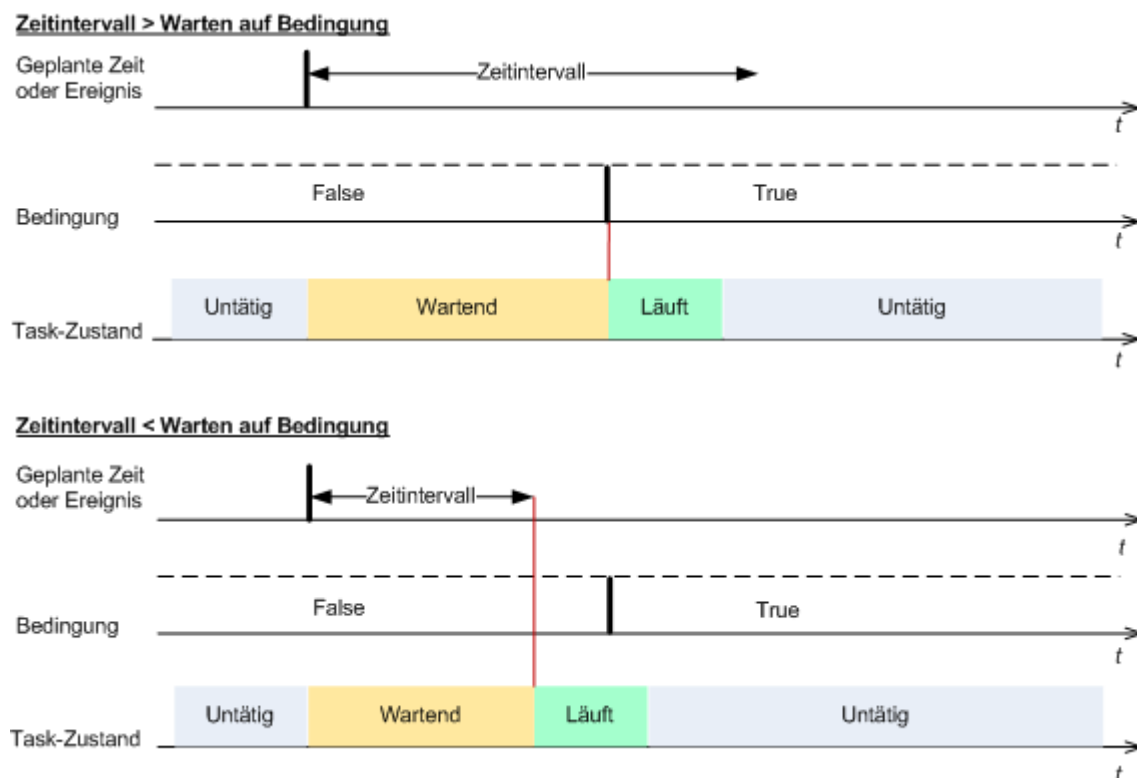 Zeitintervall > Warten auf Bedingung
Geplante Zeit
oder Ereignis
Zeitintervall
t
False
True
Bedingung
t
Untätig
Wartend
Läuft
Untätig
Task-Zustand
t
Zeitintervall < Warten auf Bedingung
Geplante Zeit
oder Ereignis
Zeitintervall
t
False
True
Bedingung
t
Untätig
Wartend
Läuft
Untätig
Task-Zustand
t